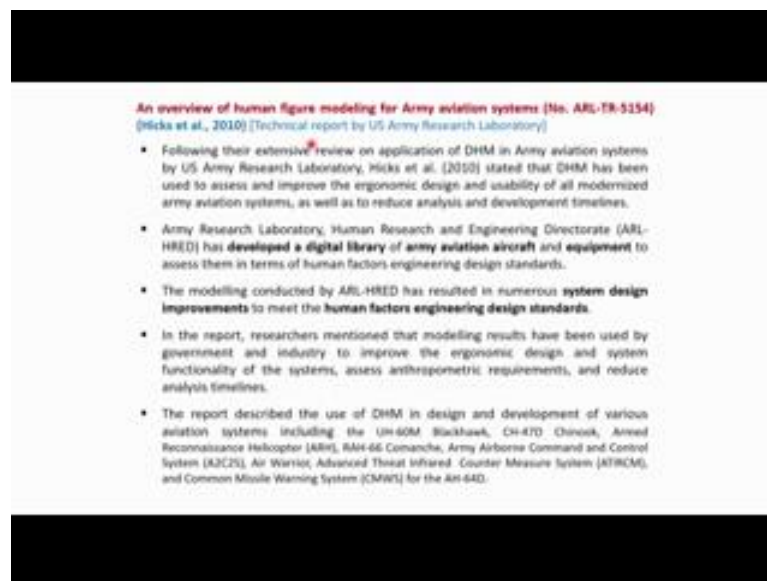 An overview of human figure modeling for Army aviation systems (No. ARL-TR-5154)
(Hicks et al., 2010) [Technical report by US Army Research Laboratory]
▪ Following their extensive review on application of DHM in Army aviation systems
by US Army Research Laboratory, Hicks et al. (2010) stated that DHM has been
used to assess and improve the ergonomic design and usability of all modernized
army aviation systems, as well as to reduce analysis and development timelines.
▪ Army Research Laboratory, Human Research and Engineering Directorate (ARL-
HRED) has developed a digital library of army aviation aircraft and equipment to
assess them in terms of human factors engineering design standards.
▪ The modelling conducted by ARL-HRED has resulted in numerous system design
improvements to meet the human factors engineering design standards.
▪ In the report, researchers mentioned that modelling results have been used by
government and industry to improve the ergonomic design and system
functionality of the systems, assess anthropometric requirements, and reduce
analysis timelines.
▪ The report described the use of DHM in design and development of various
aviation systems including the UH-60M Blackhawk, CH-47D Chinook, Armed
Reconnaissance Helicopter (ARH), RAH-66 Comanche, Army Airborne Command and Control
System (A2C2S), Air Warrior, Advanced Threat Infrared Counter Measure System (ATIRCM),
and Common Missile Warning System (CMWS) for the AH-64D.